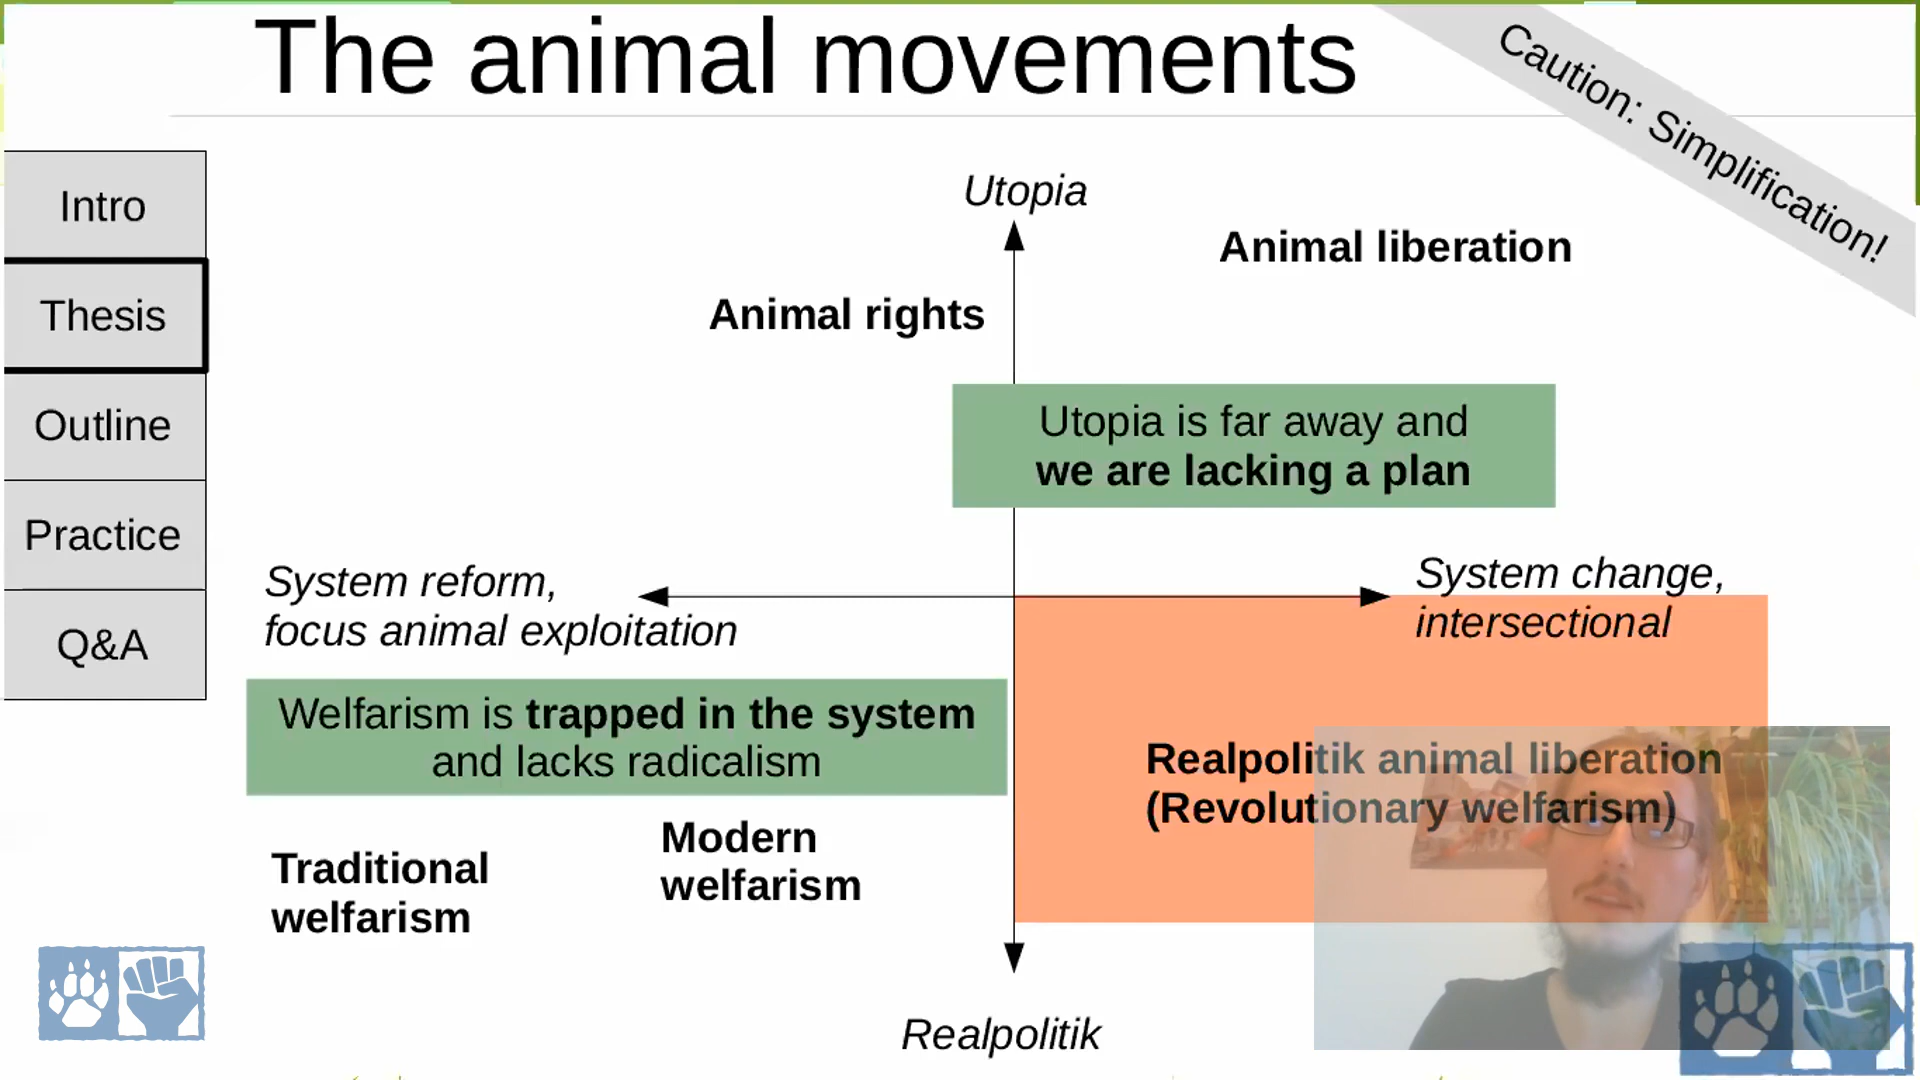 The animal movements
Caution: Simplification!
Intro
Thesis
Outline
Practice
Q&A
Utopia
Animal liberation
Animal rights
Utopia is far away and
we are lacking a plan
System reform,
focus animal exploitation
System change,
intersectional
Welfarism is trapped in the system
and lacks radicalism
Realpolitik animal liberation
(Revolutionary welfarism)
Traditional
welfarism
Modern
welfarism
Realpolitik